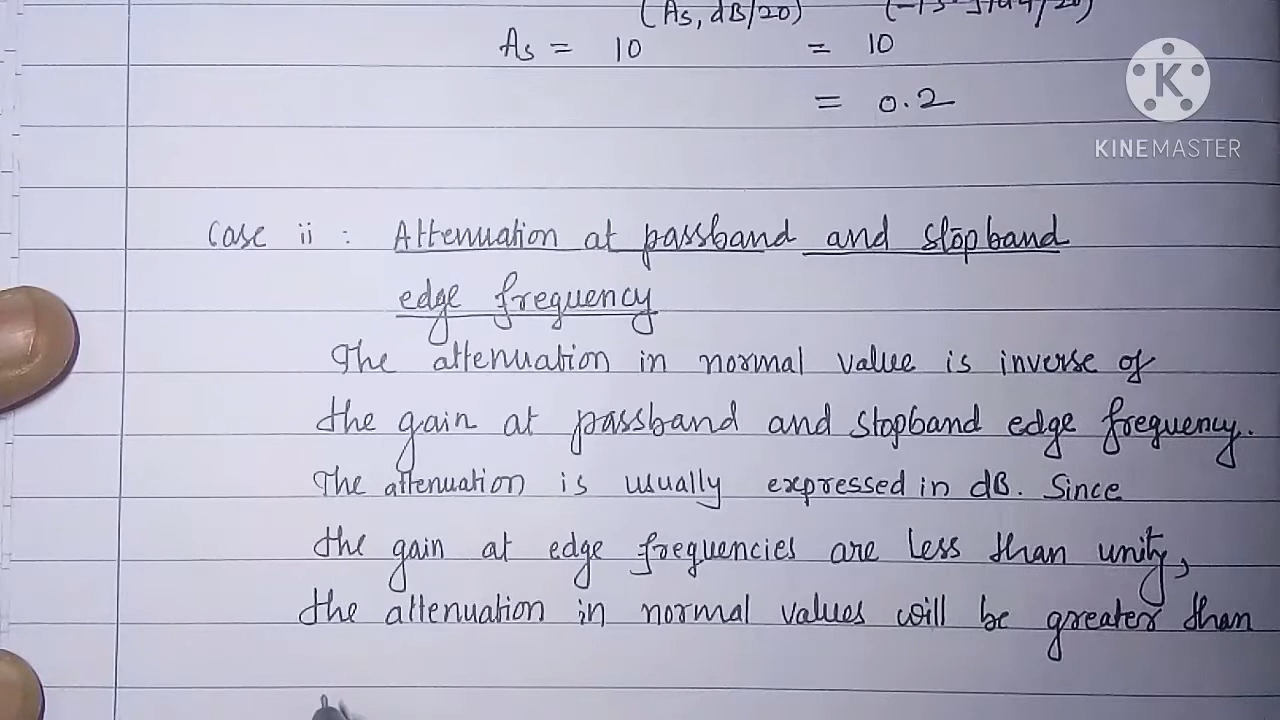 (As, dB/20)
As = 10 = 10
= 0.2
K
KINEMASTER
Case ii : Attenuation at passband and stopband
edge frequency
The attenuation in normal value is inverse of
the gain at passband and stopband edge frequency.
The attenuation is usually expressed in dB. Since
the gain at edge frequencies are less than unity,
the attenuation in normal values will be greater than